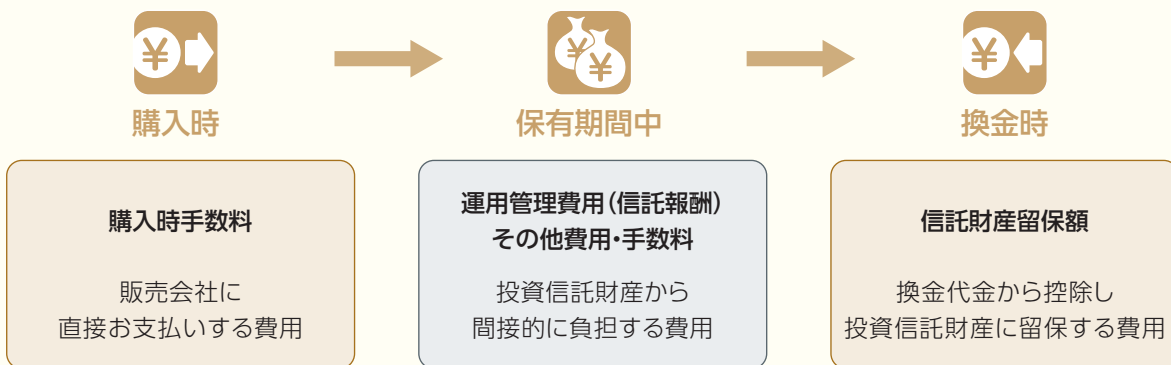 ¥
¥
¥
¥
購入時
保有期間中
換金時
購入時手数料
販売会社に
直接お支払いする費用
運用管理費用(信託報酬)
その他費用・手数料
投資信託財産から
間接的に負担する費用
信託財産留保額
換金代金から控除し
投資信託財産に留保する費用